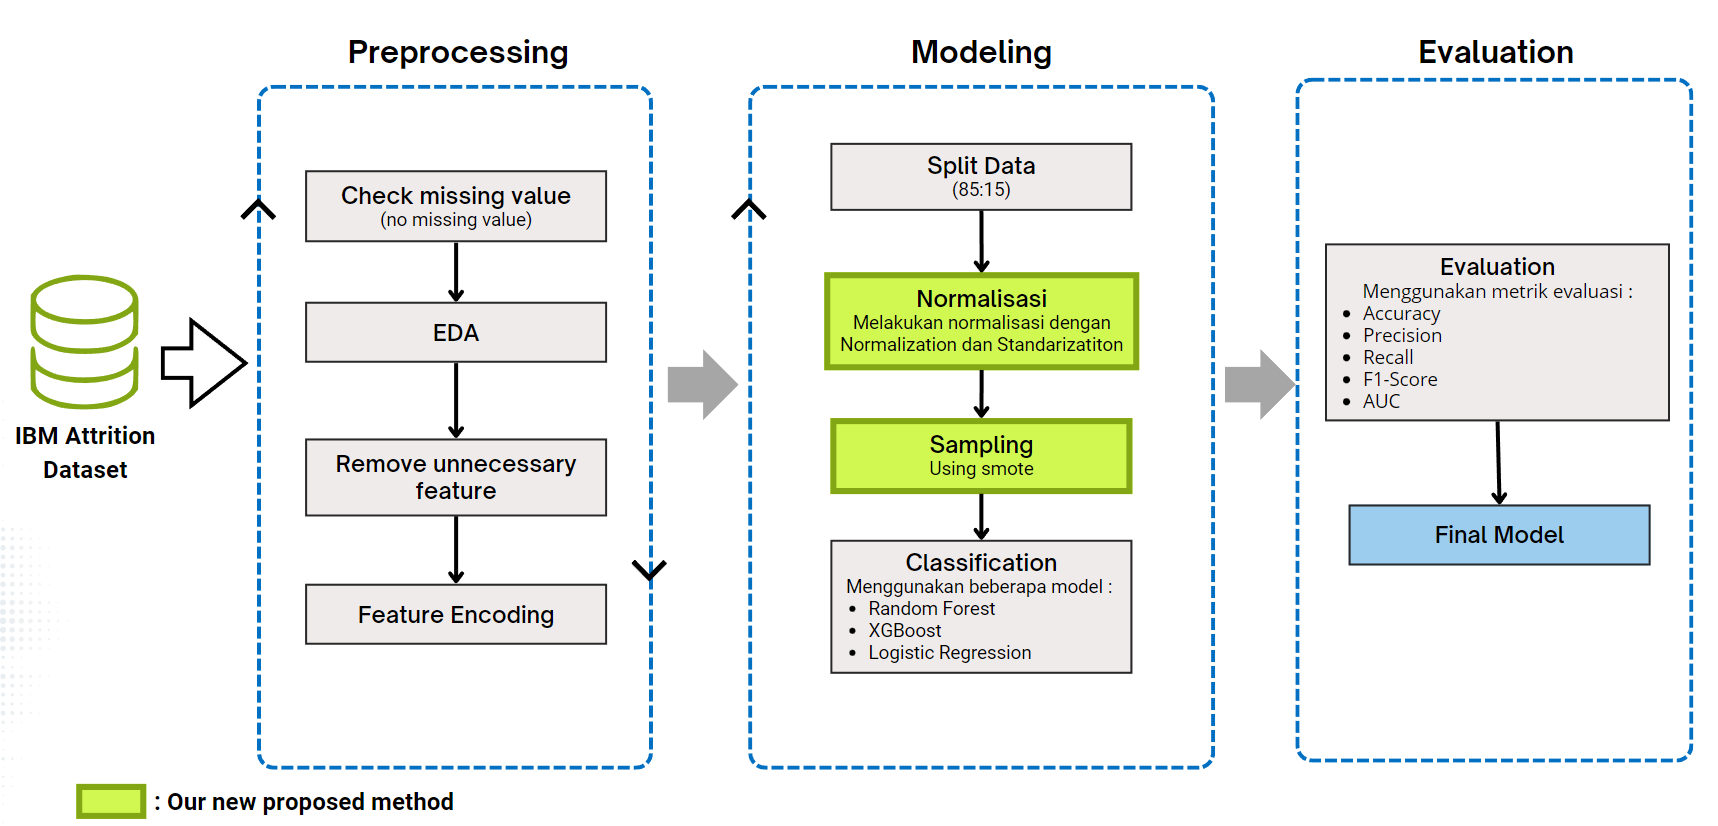 Preprocessing
Modeling
Evaluation
IBM Attrition
Dataset
Check missing value
(no missing value)
EDA
Remove unnecessary
feature
Feature Encoding
Split Data
(85:15)
Normalisasi
Melakukan normalisasi dengan
Normalization dan Standarizatiton
Sampling
Using smote
Classification
Menggunakan beberapa model :
• Random Forest
• XGBoost
• Logistic Regression
Evaluation
Menggunakan metrik evaluasi :
• Accuracy
• Precision
• Recall
• F1-Score
• AUC
Final Model
: Our new proposed method